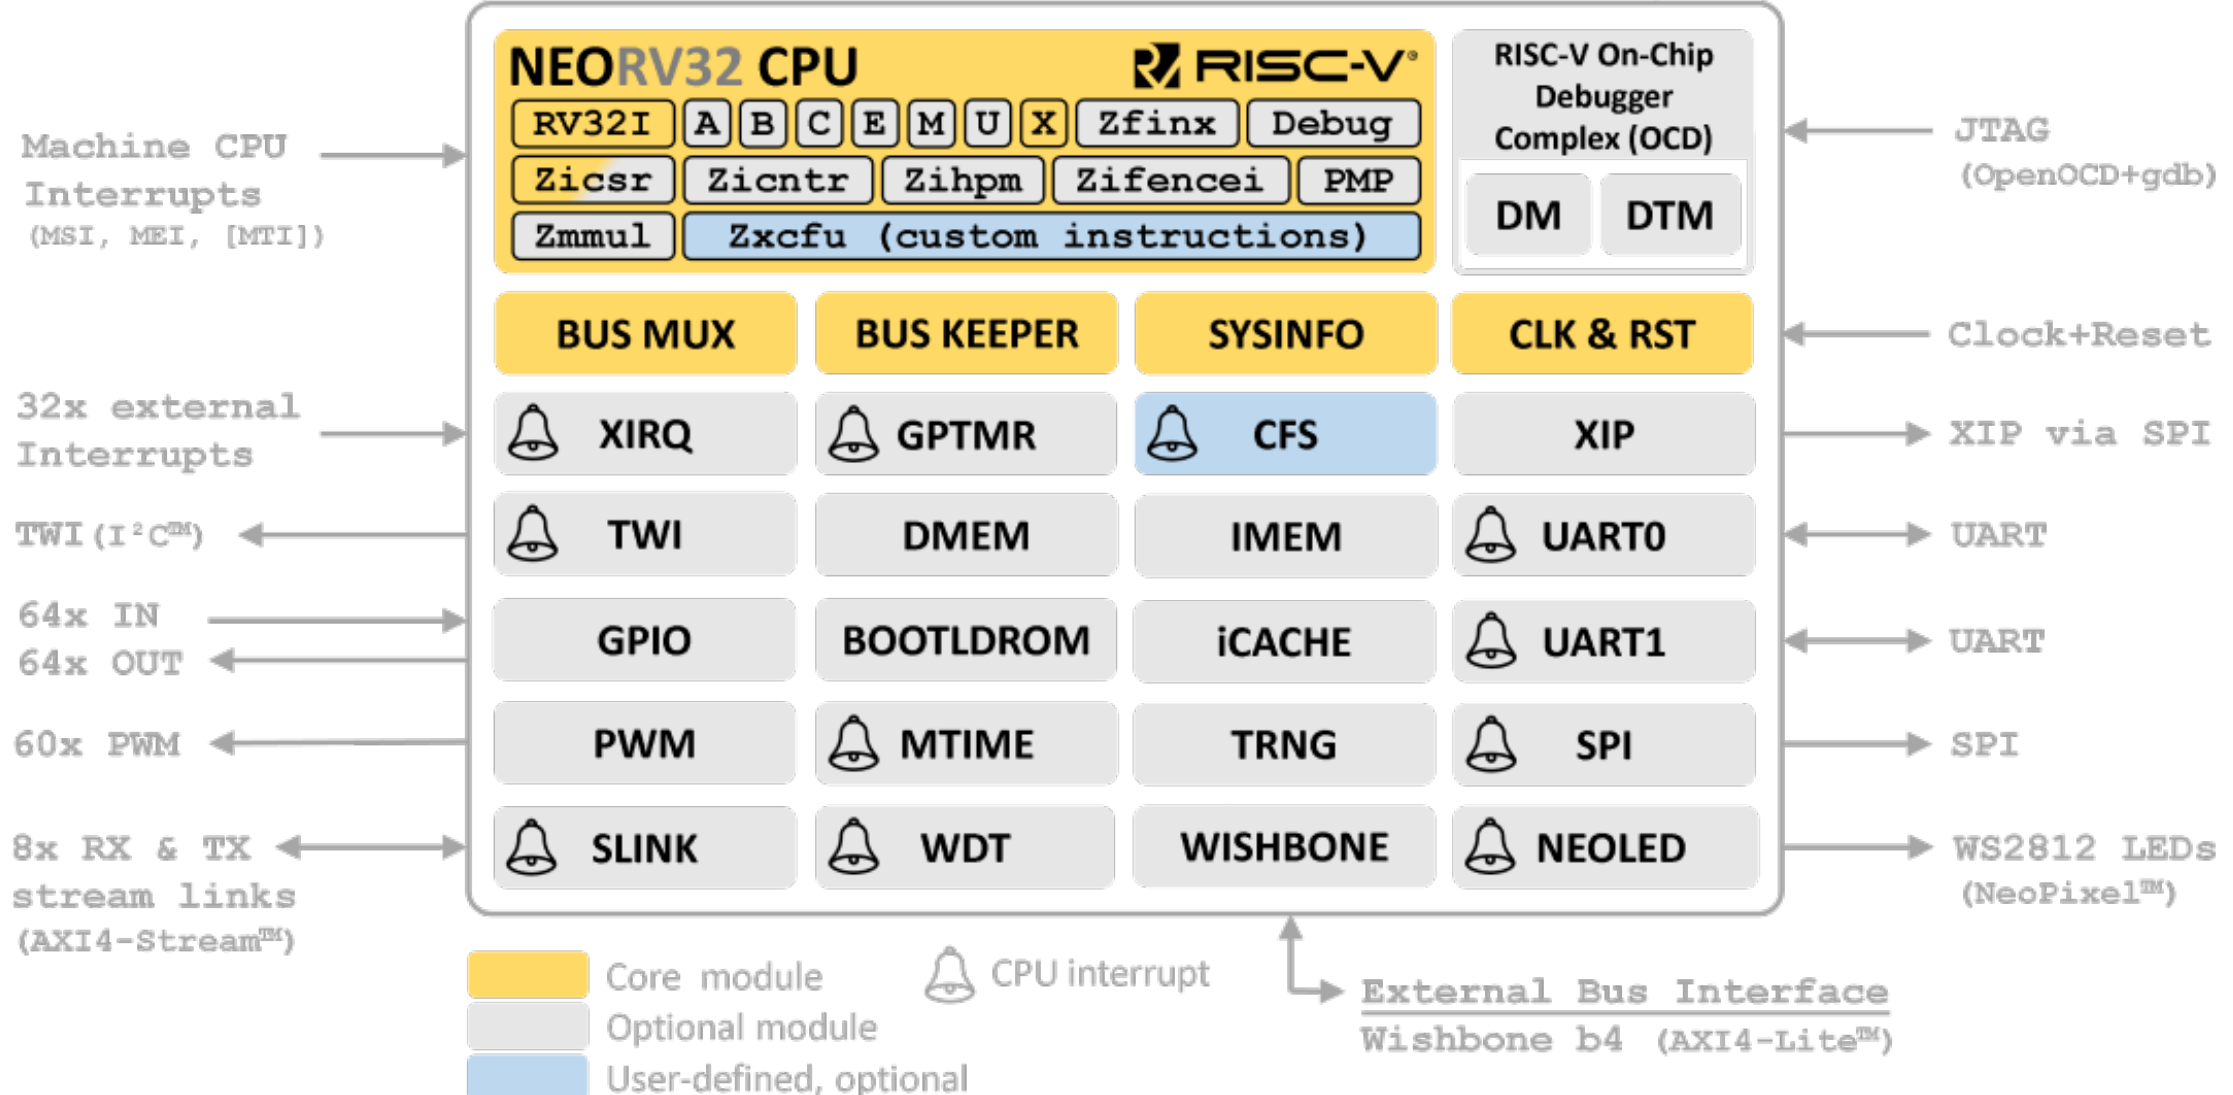 NEORV32 CPU
RISC-V®
RV32I A B C E M U X Zfinx Debug
Zicsr Zicntr Zihpm Zifencei PMP
Zmmul Zxcfu (custom instructions)
RISC-V On-Chip
Debugger
Complex (OCD)
DM DTM
Machine CPU
Interrupts
(MSI, MEI, [MTI])
JTAG
(OpenOCD+gdb)
BUS MUX BUS KEEPER SYSINFO CLK & RST
Clock+Reset
32x external
Interrupts
XIRQ GPTMR CFS XIP
XIP via SPI
TWI (I²C™)
TWI DMEM IMEM UART0
UART
64x IN
64x OUT
GPIO BOOTLDROM iCACHE UART1
UART
60x PWM
PWM MTIME TRNG SPI
SPI
8x RX & TX
stream links
(AXI4-Stream™)
SLINK WDT WISHBONE NEOLED
WS2812 LEDs
(NeoPixel™)
Core module
CPU interrupt
Optional module
User-defined, optional
External Bus Interface
Wishbone b4 (AXI4-Lite™)